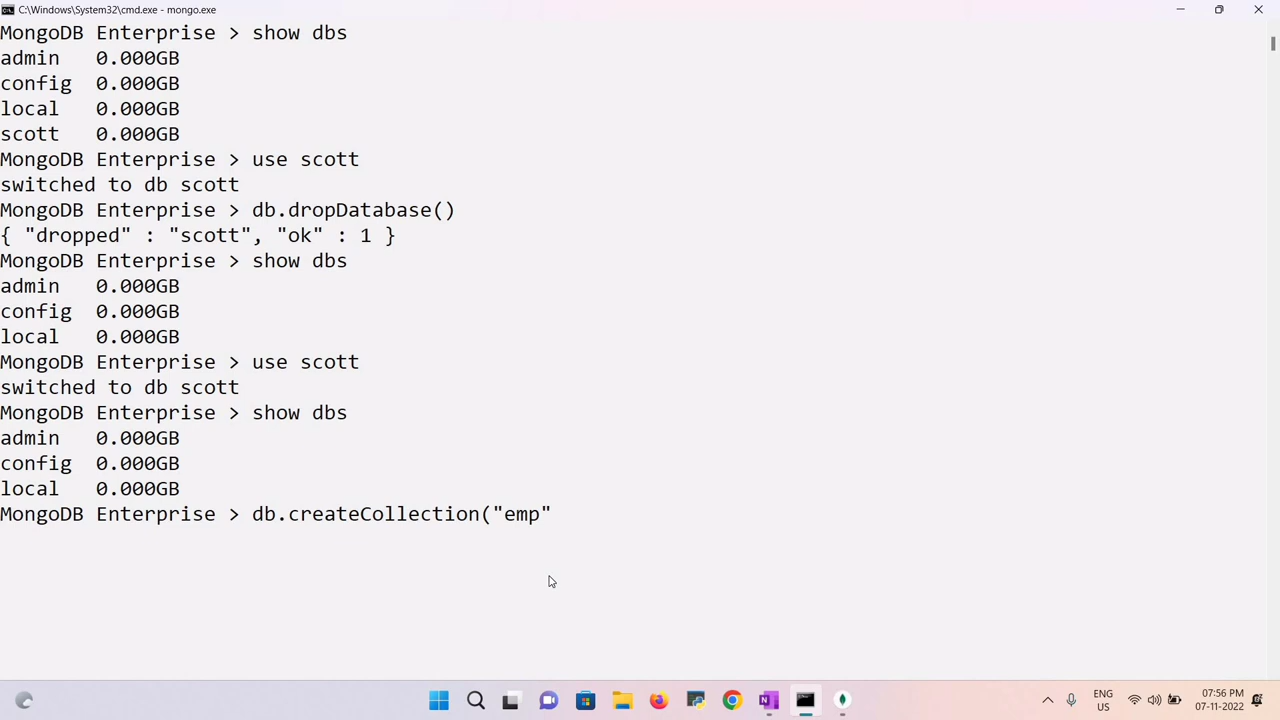 C:\Windows\System32\cmd.exe - mongo.exe
MongoDB Enterprise > show dbs
admin   0.000GB
config  0.000GB
local   0.000GB
scott   0.000GB
MongoDB Enterprise > use scott
switched to db scott
MongoDB Enterprise > db.dropDatabase()
{ "dropped" : "scott", "ok" : 1 }
MongoDB Enterprise > show dbs
admin   0.000GB
config  0.000GB
local   0.000GB
MongoDB Enterprise > use scott
switched to db scott
MongoDB Enterprise > show dbs
admin   0.000GB
config  0.000GB
local   0.000GB
MongoDB Enterprise > db.createCollection("emp"
ENG
US
07:56 PM
07-11-2022